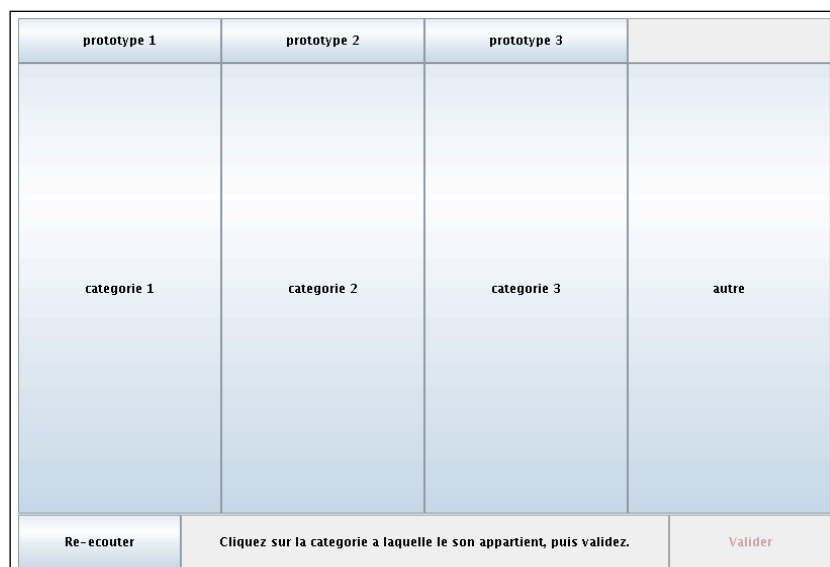 prototype 1 prototype 2 prototype 3
categorie 1 categorie 2 categorie 3 autre
Re-ecouter Cliquez sur la categorie a laquelle le son appartient, puis validez. Valider